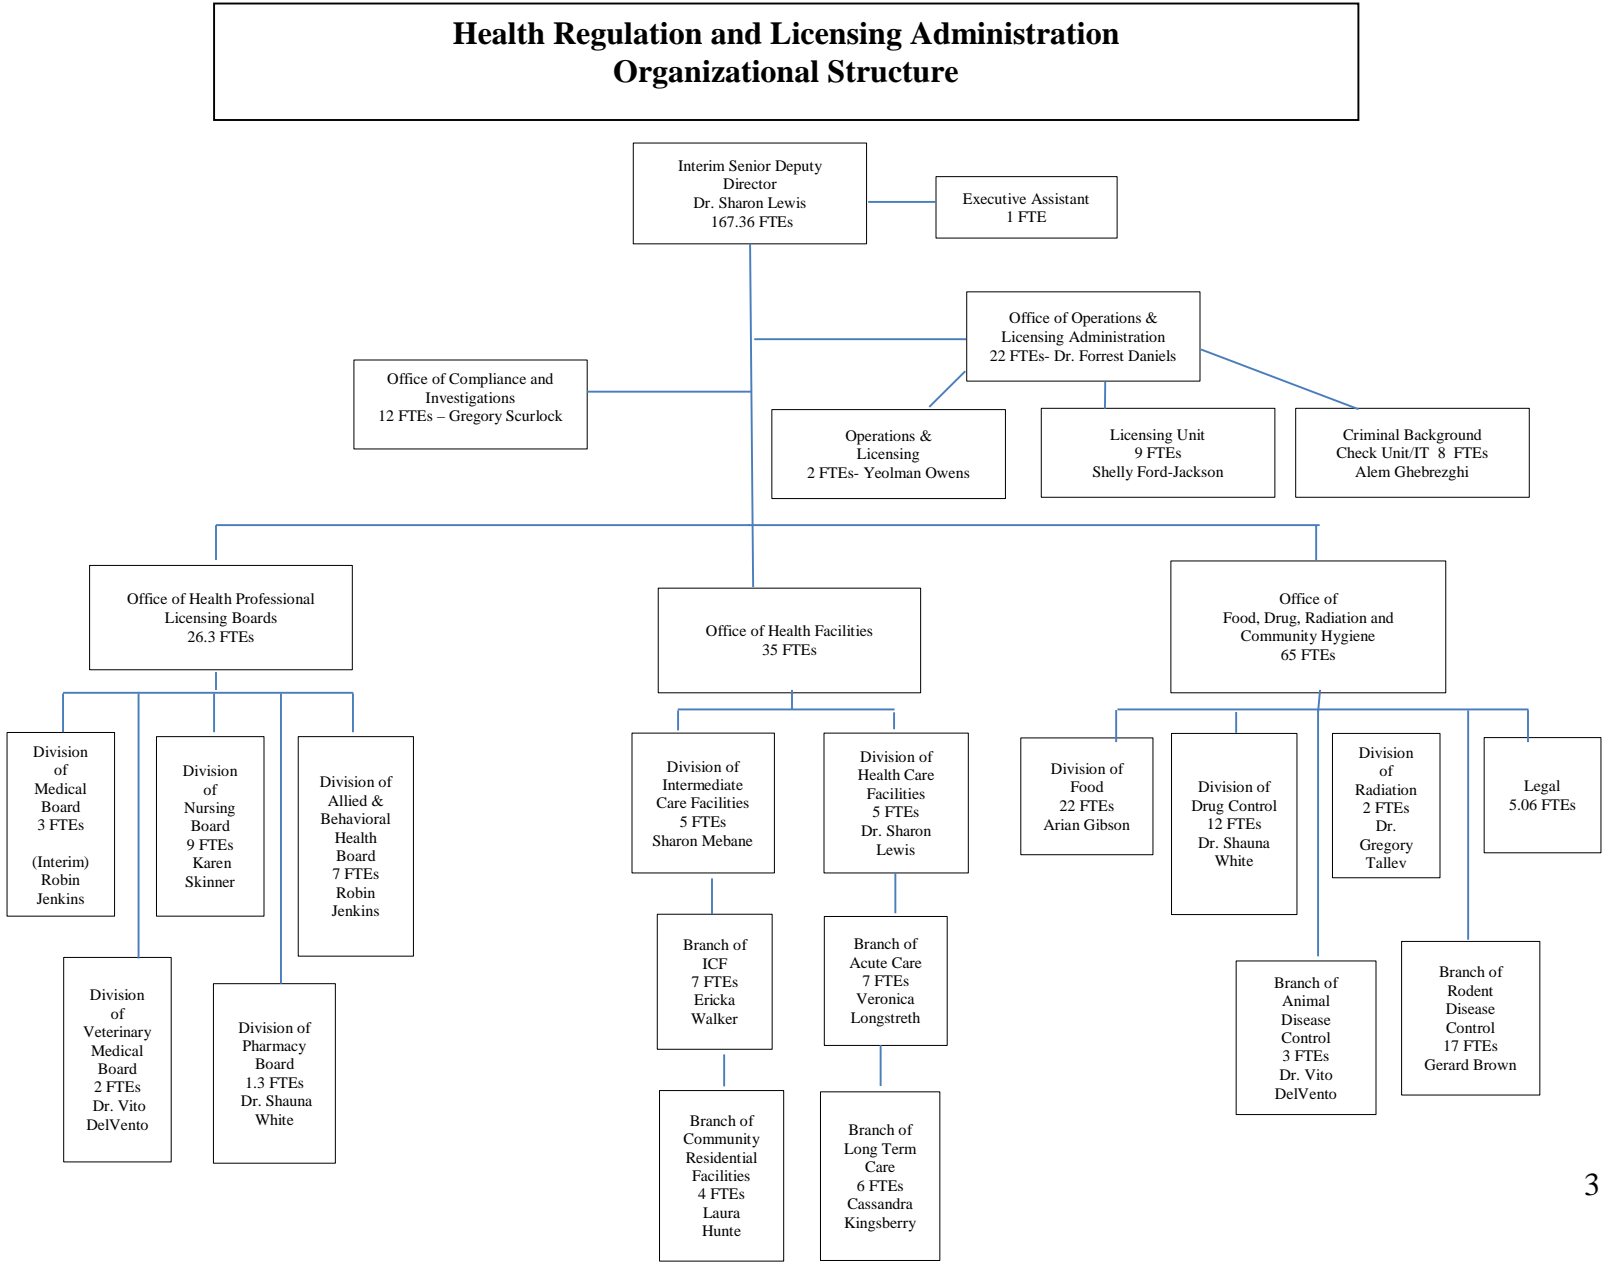 Health Regulation and Licensing Administration
Organizational Structure
Interim Senior Deputy
Director
Dr. Sharon Lewis
167.36 FTEs
Executive Assistant
1 FTE
Office of Operations &
Licensing Administration
22 FTEs- Dr. Forrest Daniels
Office of Compliance and
Investigations
12 FTEs – Gregory Scurlock
Operations &
Licensing
2 FTEs- Yeolman Owens
Licensing Unit
9 FTEs
Shelly Ford-Jackson
Criminal Background
Check Unit/IT 8 FTEs
Alem Ghebrezghi
Office of Health Professional
Licensing Boards
26.3 FTEs
Office of Health Facilities
35 FTEs
Office of
Food, Drug, Radiation and
Community Hygiene
65 FTEs
Division
of
Medical
Board
3 FTEs
(Interim)
Robin
Jenkins
Division
of
Nursing
Board
9 FTEs
Karen
Skinner
Division of
Allied &
Behavioral
Health
Board
7 FTEs
Robin
Jenkins
Division
of
Veterinary
Medical
Board
2 FTEs
Dr. Vito
DelVento
Division of
Pharmacy
Board
1.3 FTEs
Dr. Shauna
White
Division of
Intermediate
Care Facilities
5 FTEs
Sharon Mebane
Division of
Health Care
Facilities
5 FTEs
Dr. Sharon
Lewis
Branch of
ICF
7 FTEs
Ericka
Walker
Branch of
Acute Care
7 FTEs
Veronica
Longstreth
Branch of
Community
Residential
Facilities
4 FTEs
Laura
Hunte
Branch of
Long Term
Care
6 FTEs
Cassandra
Kingsberry
Division of
Food
22 FTEs
Arian Gibson
Division of
Drug Control
12 FTEs
Dr. Shauna
White
Division
of
Radiation
2 FTEs
Dr.
Gregory
Talley
Legal
5.06 FTEs
Branch of
Animal
Disease
Control
3 FTEs
Dr. Vito
DelVento
Branch of
Rodent
Disease
Control
17 FTEs
Gerard Brown
3